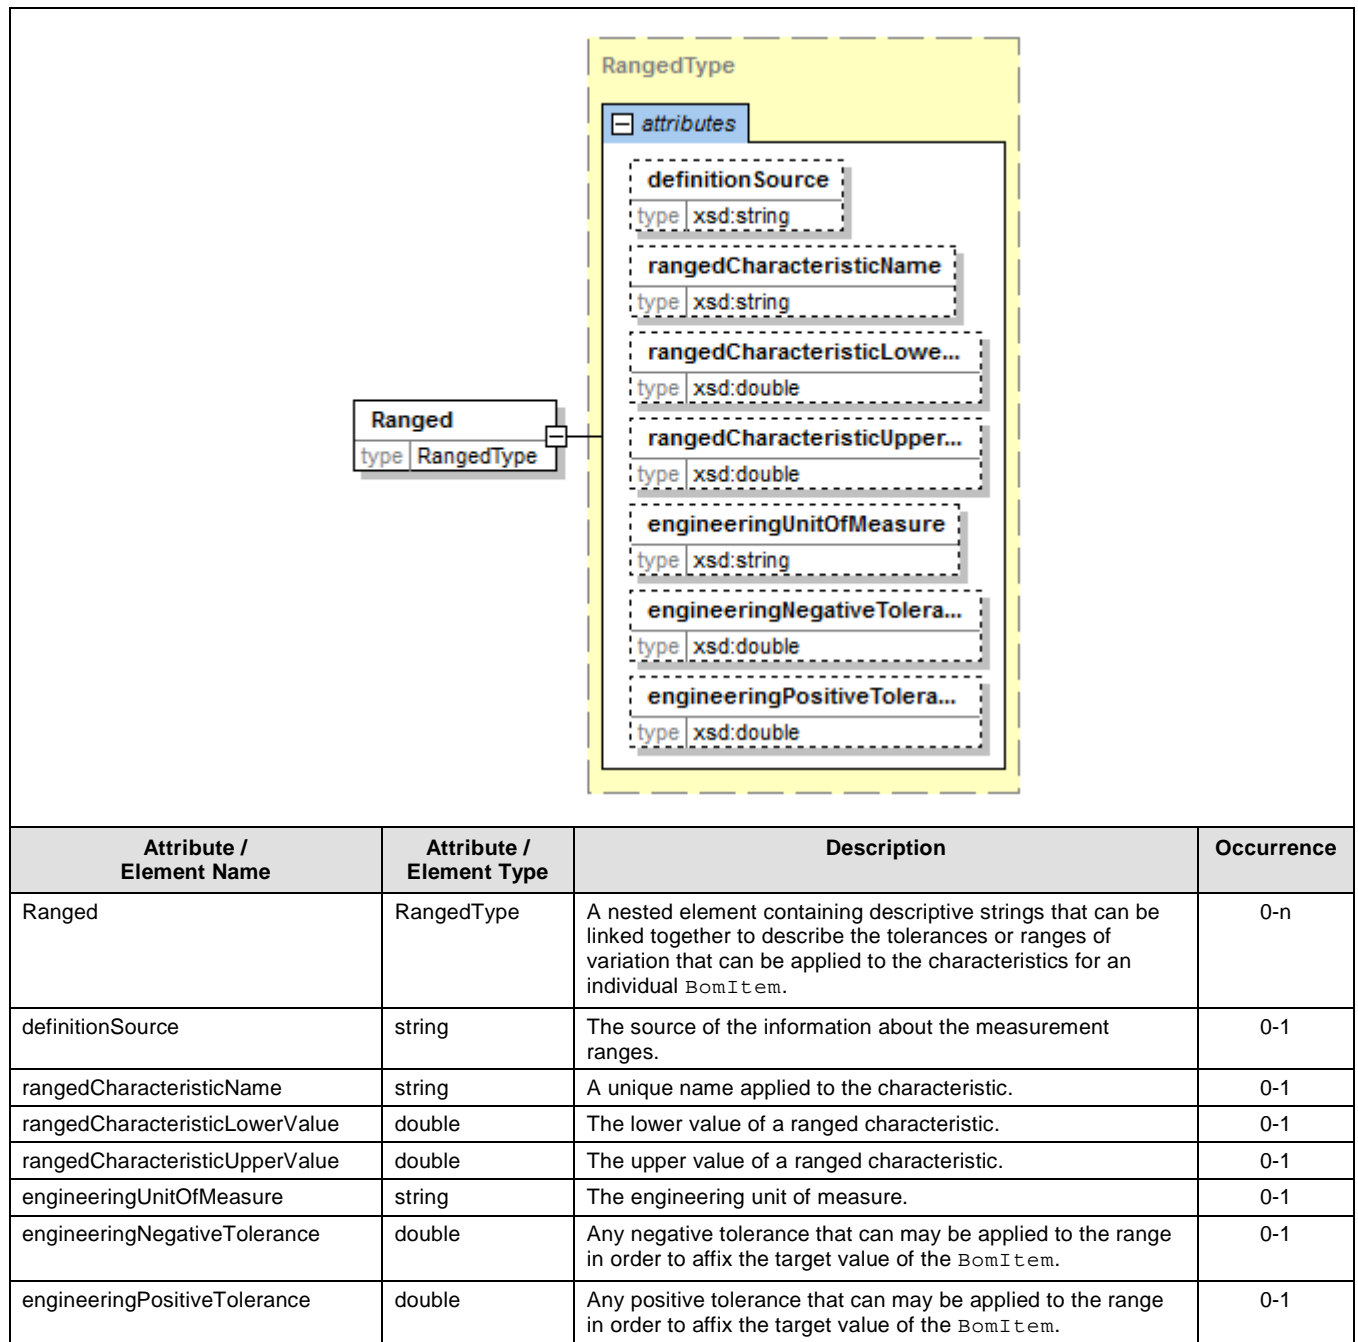 RangedType
attributes
definitionSource
type xsd:string
rangedCharacteristicName
type xsd:string
rangedCharacteristicLowe...
type xsd:double
rangedCharacteristicUpper...
type xsd:double
Ranged
type RangedType
engineeringUnitOfMeasure
type xsd:string
engineeringNegativeTolera...
type xsd:double
engineeringPositiveTolera...
type xsd:double
Attribute / Attribute / Description Occurrence
Element Name Element Type
Ranged RangedType A nested element containing descriptive strings that can be 0-n
linked together to describe the tolerances or ranges of
variation that can be applied to the characteristics for an
individual BomItem.
definitionSource string The source of the information about the measurement 0-1
ranges.
rangedCharacteristicName string A unique name applied to the characteristic. 0-1
rangedCharacteristicLowerValue double The lower value of a ranged characteristic. 0-1
rangedCharacteristicUpperValue double The upper value of a ranged characteristic. 0-1
engineeringUnitOfMeasure string The engineering unit of measure. 0-1
engineeringNegativeTolerance double Any negative tolerance that can may be applied to the range 0-1
in order to affix the target value of the BomItem.
engineeringPositiveTolerance double Any positive tolerance that can may be applied to the range 0-1
in order to affix the target value of the BomItem.